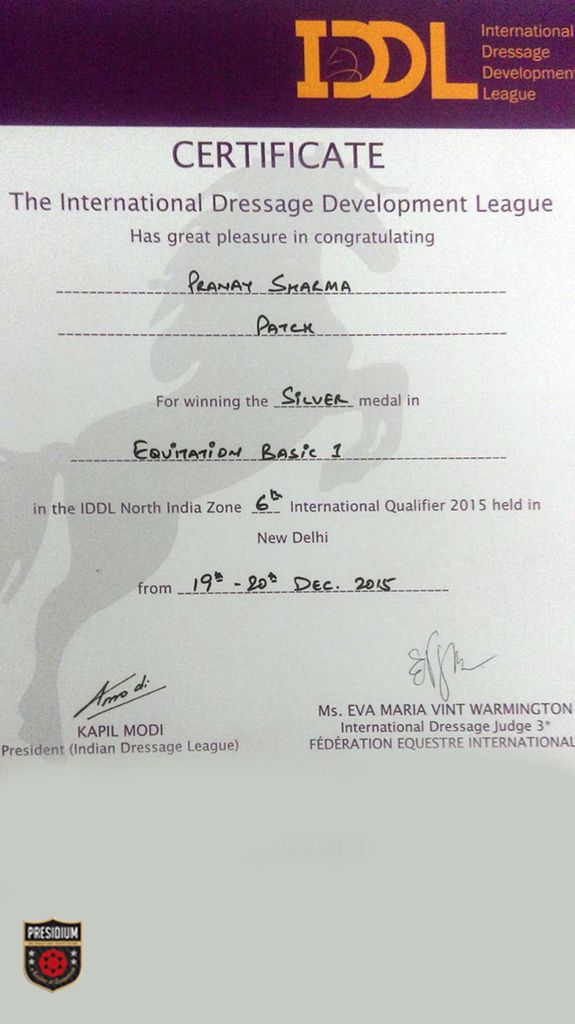 IDDL
International
Dressage
Development
League
CERTIFICATE
The International Dressage Development League
Has great pleasure in congratulating
PRANAY SHARMA
PATCH
For winning the SILVER medal in
EQUITATION BASIC 1
in the IDDL North India Zone 6th International Qualifier 2015 held in
New Delhi
from 19th - 20th DEC. 2015
KAPIL MODI
President (Indian Dressage League)
Ms. EVA MARIA VINT WARMINGTON
International Dressage Judge 3*
FÉDÉRATION EQUESTRE INTERNATIONAL
PRESIDIUM